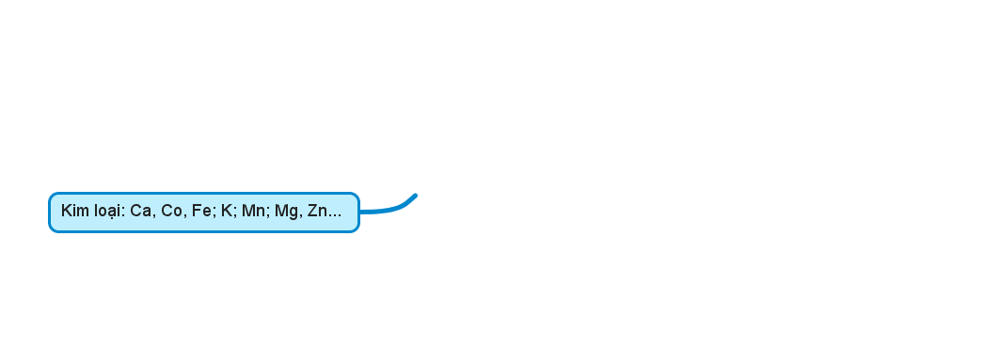 Kim loại: Ca, Co, Fe; K; Mn; Mg, Zn...